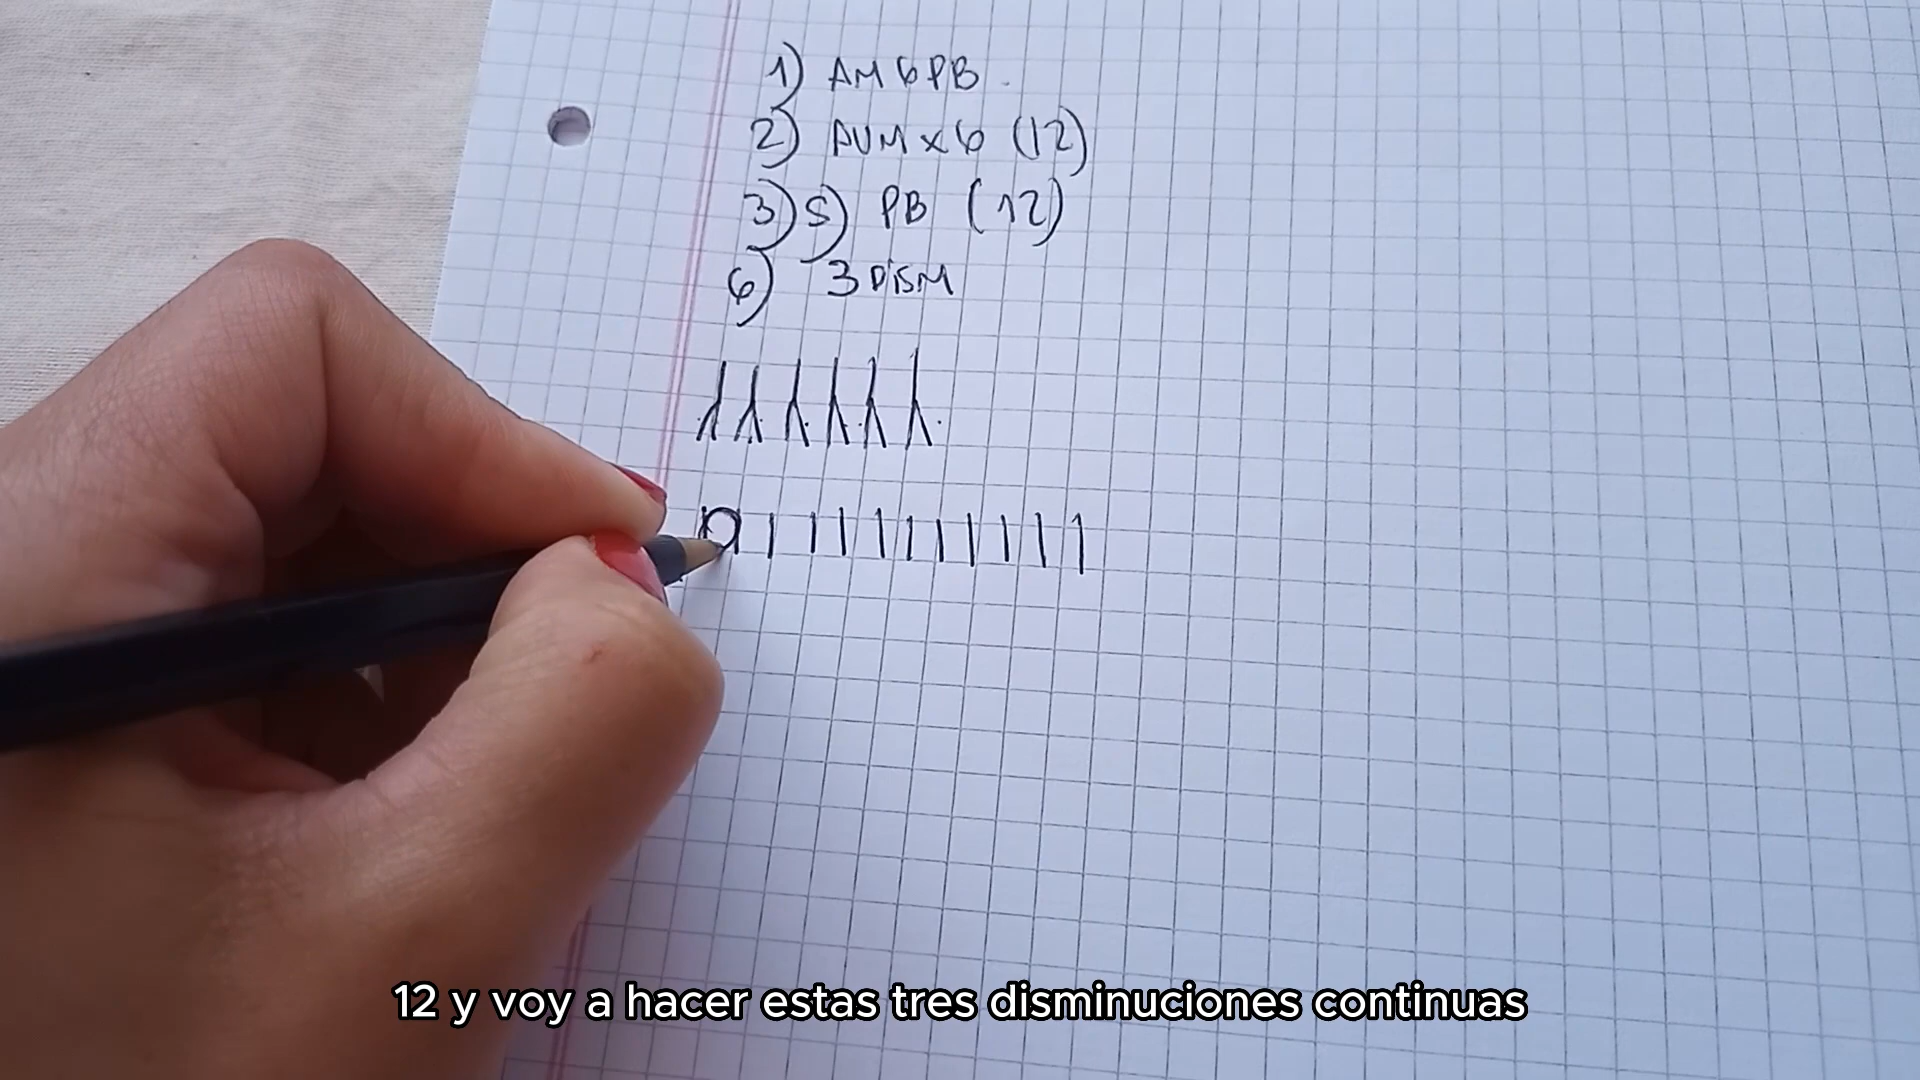 1) AM 6 PB
2) AUM x 6 (12)
3) 5) PB (12)
6) 3 DISM
12 y voy a hacer estas tres disminuciones continuas